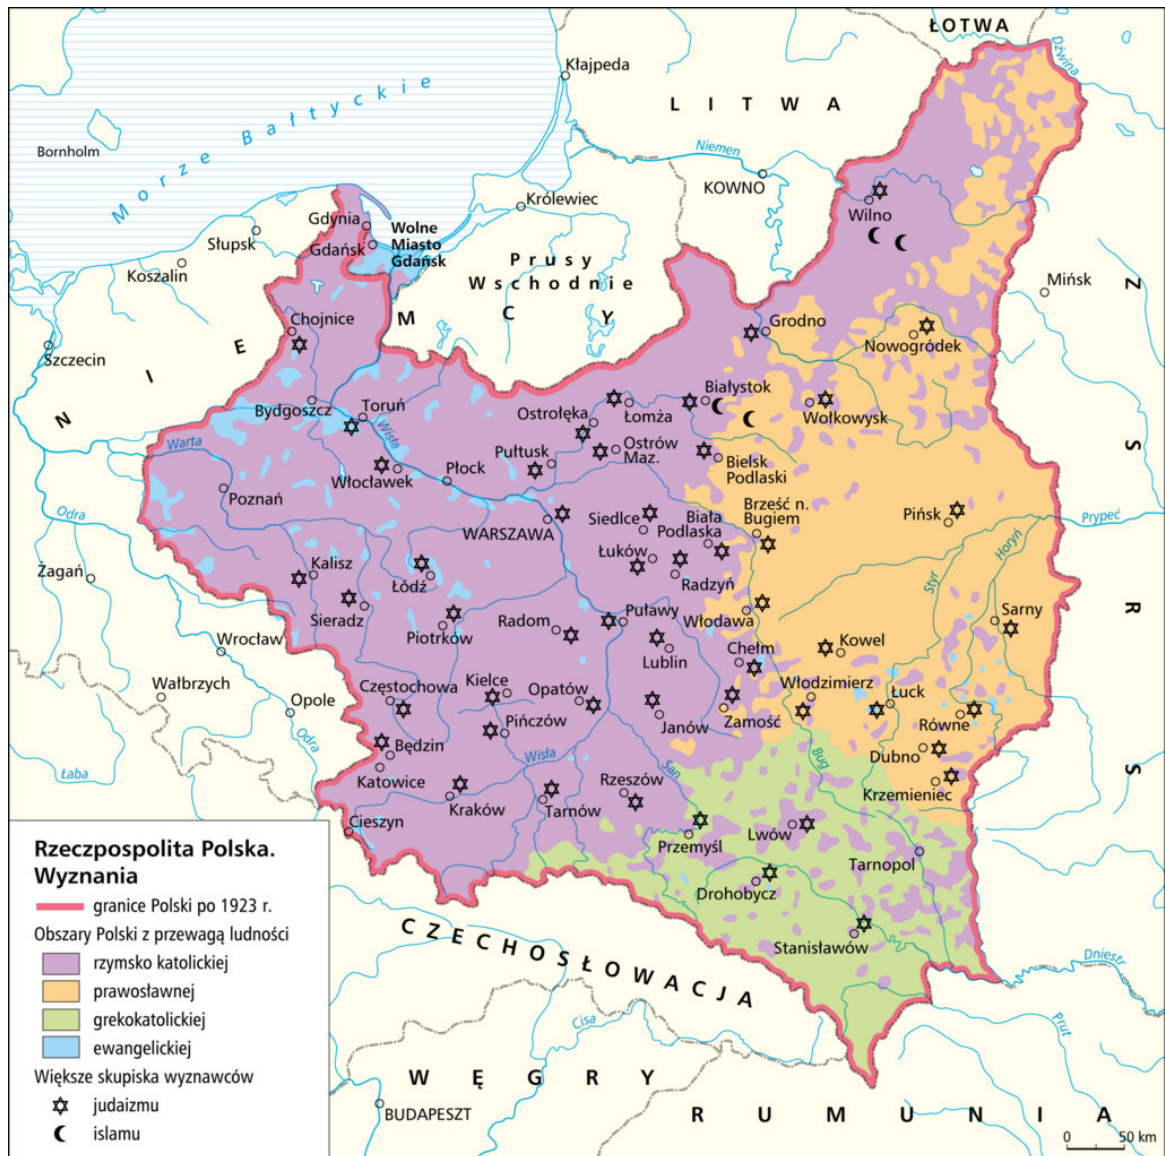 ŁOTWA
Dźwina
Kłajpeda
Morze Bałtyckie
LITWA
Bornholm
Niemen
KOWNO
Królewiec
Wilno
Gdynia
Gdańsk
Wolne
Miasto
Gdańsk
Słupsk
Koszalin
Prusy
Wschodnie
Mińsk
NIEMCY
Szczecin
Chojnice
Grodno
Nowogródek
Białystok
Bydgoszcz
Toruń
Ostrołęka
Łomża
Wołkowysk
Warta
Wisła
Pułtusk
Ostrów
Maz.
Bielsk
Podlaski
Włocławek
Płock
Poznań
Odra
WARSZAWA
Siedlce
Biała
Podlaska
Brześć n.
Bugiem
Pińsk
Prypeć
Horyń
Styr
ZSRS
Żagań
Kalisz
Łódź
Łuków
Radzyń
Sieradz
Piotrków
Radom
Puławy
Włodawa
Sarny
Wrocław
Lublin
Chełm
Kowel
Wałbrzych
Opole
Częstochowa
Kielce
Opatów
Włodzimierz
Łuck
Odra
Pińczów
Janów
Zamość
Równe
Będzin
Dubno
Łaba
Katowice
Wisła
San
Bug
Krzemieniec
Kraków
Tarnów
Rzeszów
Cieszyn
Przemyśl
Lwów
Tarnopol
Drohobycz
Stanisławów
CZECHOSŁOWACJA
Dniestr
Cisa
Prut
WĘGRY
BUDAPESZT
RUMUNIA
0 50 km
Rzeczpospolita Polska.
Wyznania
granice Polski po 1923 r.
Obszary Polski z przewagą ludności
rzymsko katolickiej
prawosławnej
grekokatolickiej
ewangelickiej
Większe skupiska wyznawców
judaizmu
islamu